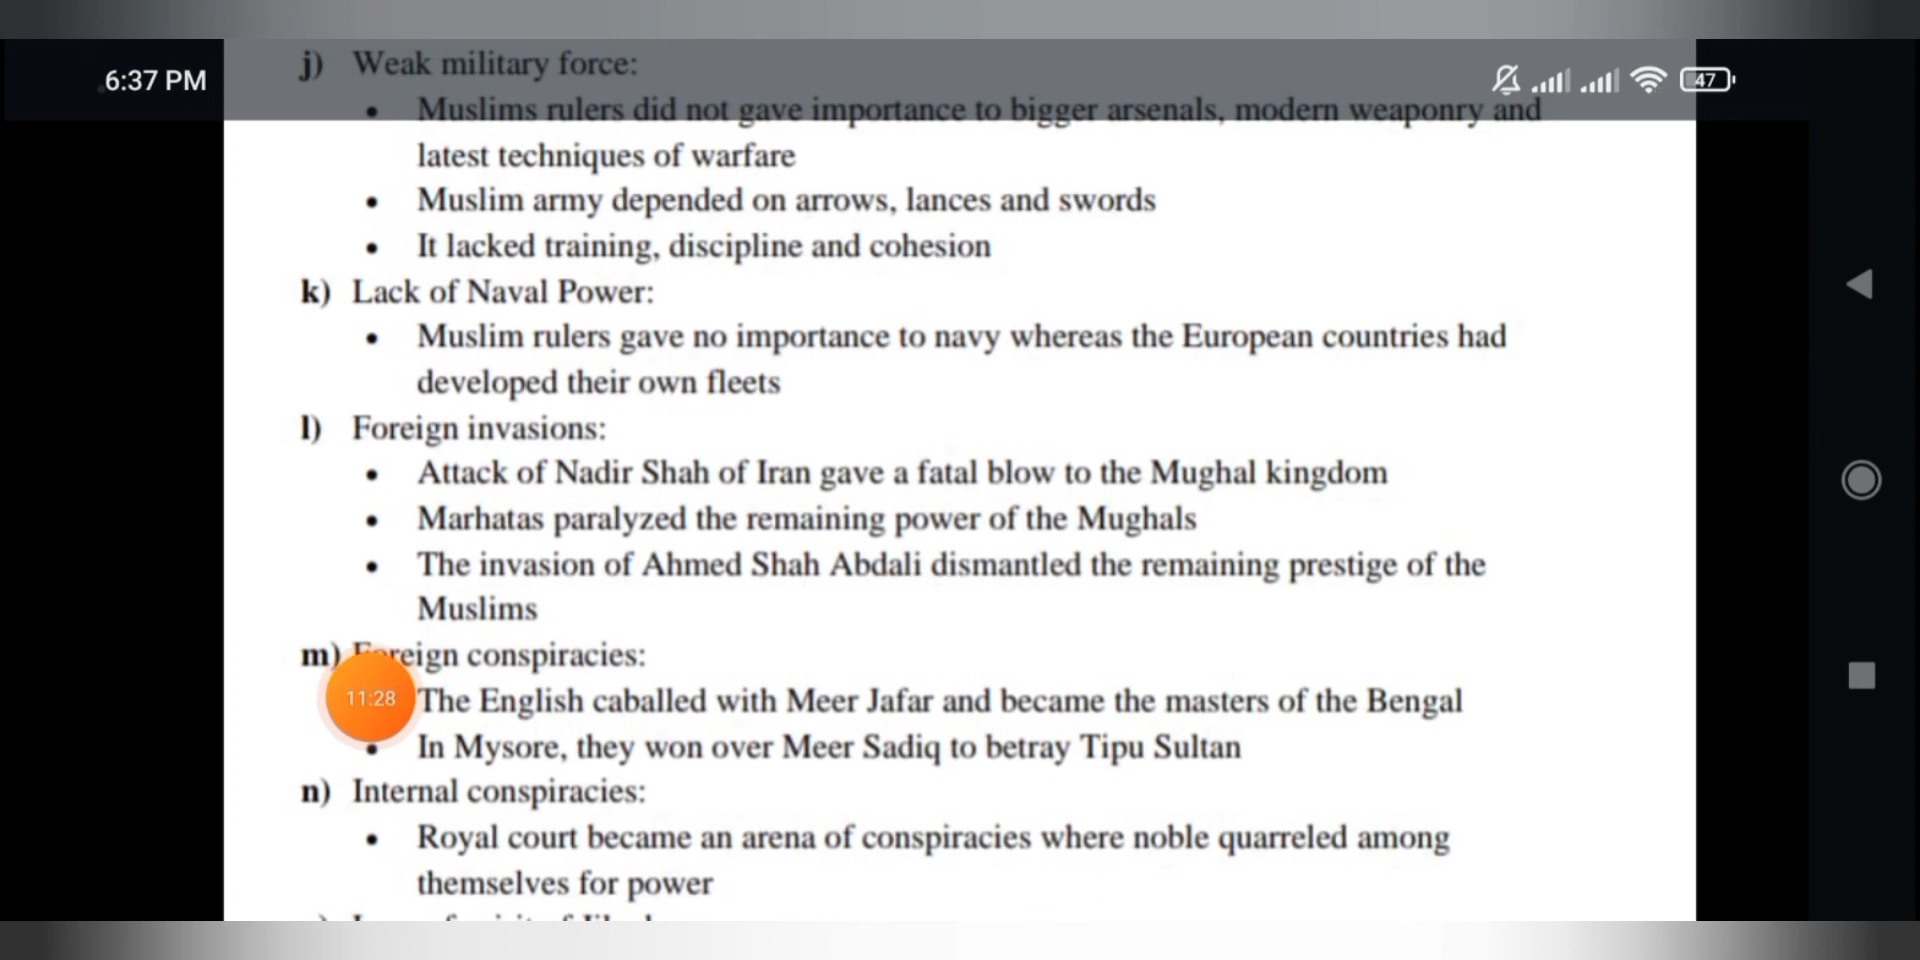 j) Weak military force:
6:37 PM
47
• Muslims rulers did not gave importance to bigger arsenals, modern weaponry and
latest techniques of warfare
• Muslim army depended on arrows, lances and swords
• It lacked training, discipline and cohesion
k) Lack of Naval Power:
• Muslim rulers gave no importance to navy whereas the European countries had
developed their own fleets
l) Foreign invasions:
• Attack of Nadir Shah of Iran gave a fatal blow to the Mughal kingdom
• Marhatas paralyzed the remaining power of the Mughals
• The invasion of Ahmed Shah Abdali dismantled the remaining prestige of the
Muslims
m) Foreign conspiracies:
11:28
The English caballed with Meer Jafar and became the masters of the Bengal
• In Mysore, they won over Meer Sadiq to betray Tipu Sultan
n) Internal conspiracies:
• Royal court became an arena of conspiracies where noble quarreled among
themselves for power